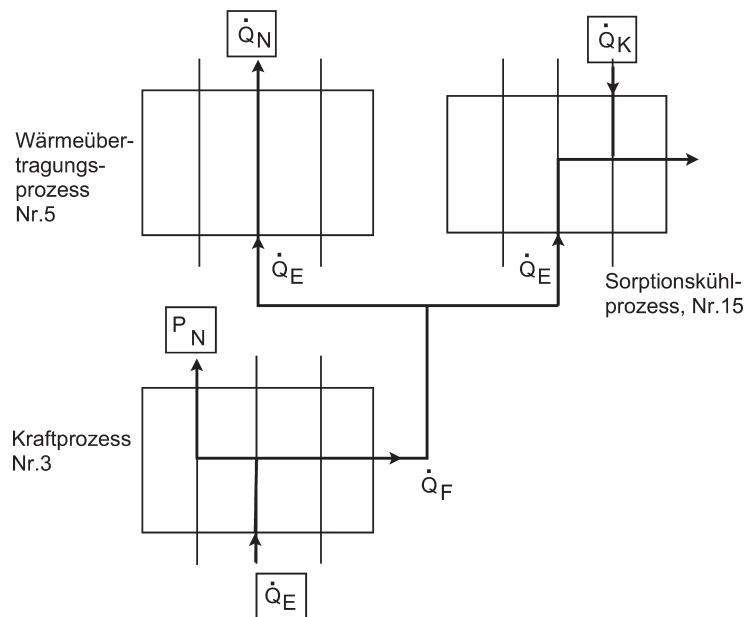 Q̇N
Q̇K
Wärmeüber-
tragungs-
prozess
Nr.5
Q̇E
Q̇E
Sorptionskühl-
prozess, Nr.15
PN
Kraftprozess
Nr.3
Q̇F
Q̇E